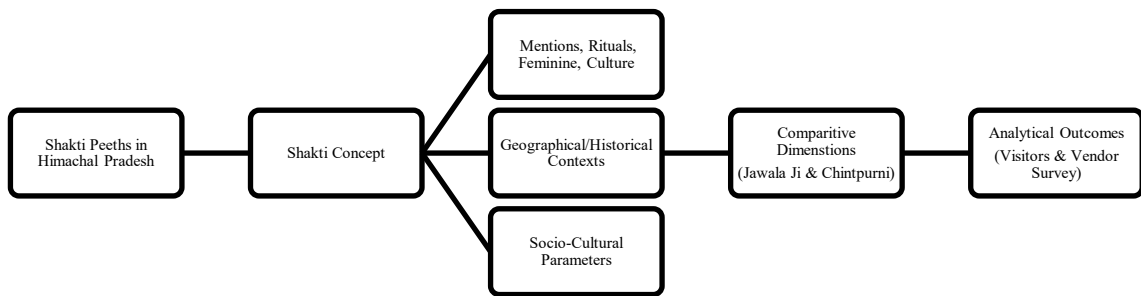 Shakti Peeths in
Himachal Pradesh
Shakti Concept
Mentions, Rituals,
Feminine, Culture
Geographical/Historical
Contexts
Socio-Cultural
Parameters
Comparitive
Dimenstions
(Jawala Ji & Chintpurni)
Analytical Outcomes
(Visitors & Vendor
Survey)